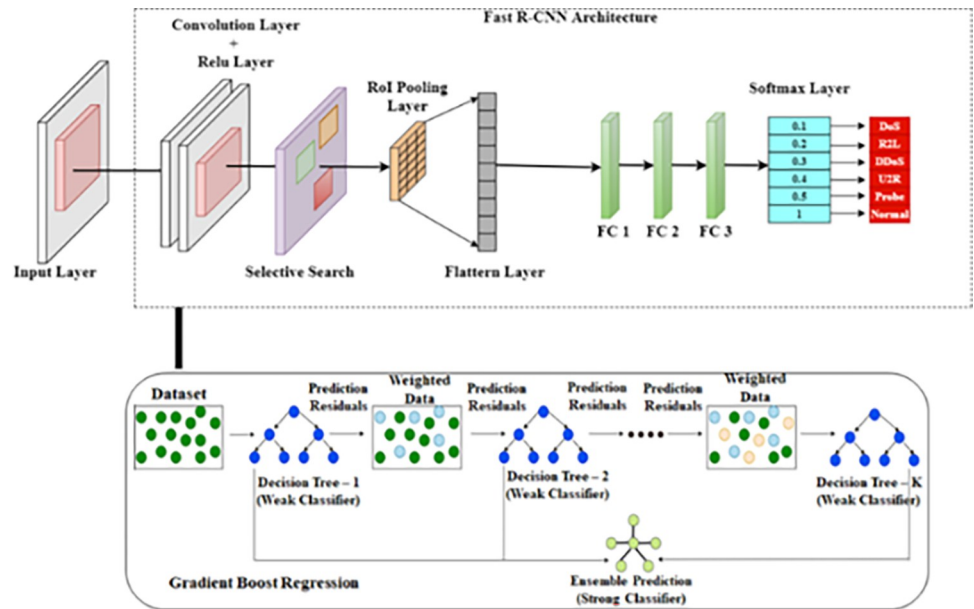 Fast R-CNN Architecture
Convolution Layer
+
Relu Layer
RoI Pooling
Layer
Softmax Layer
0.1
DoS
0.2
R2L
0.3
DDoS
0.4
U2R
0.5
Probe
1
Normal
FC 1
FC 2
FC 3
Input Layer
Selective Search
Flattern Layer
Dataset
Prediction
Residuals
Weighted
Data
Prediction
Residuals
Prediction
Residuals
Prediction
Residuals
Weighted
Data
Decision Tree – 1
(Weak Classifier)
Decision Tree – 2
(Weak Classifier)
Decision Tree – K
(Weak Classifier)
Gradient Boost Regression
Ensemble Prediction
(Strong Classifier)